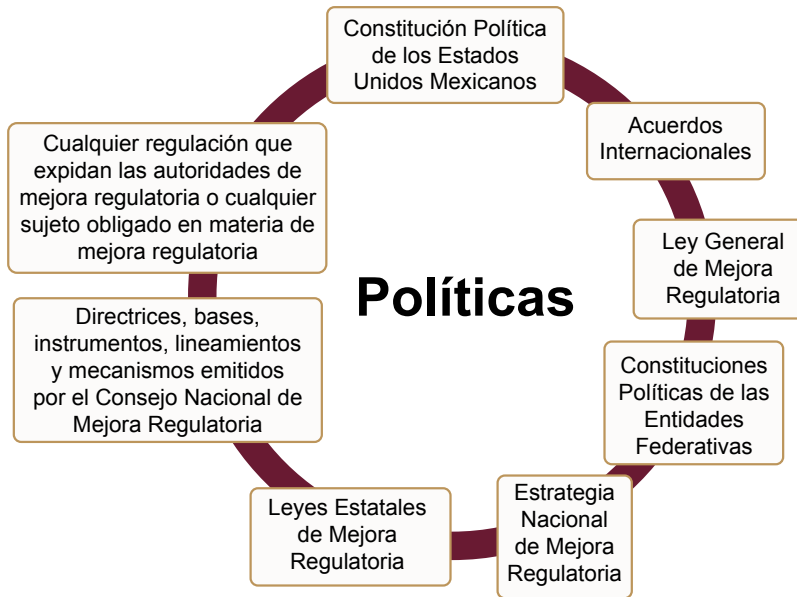 Constitución Política
de los Estados
Unidos Mexicanos
Acuerdos
Internacionales
Ley General
de Mejora
Regulatoria
Constituciones
Políticas de las
Entidades
Federativas
Estrategia
Nacional
de Mejora
Regulatoria
Leyes Estatales
de Mejora
Regulatoria
Directrices, bases,
instrumentos, lineamientos
y mecanismos emitidos
por el Consejo Nacional de
Mejora Regulatoria
Cualquier regulación que
expidan las autoridades de
mejora regulatoria o cualquier
sujeto obligado en materia de
mejora regulatoria
Políticas